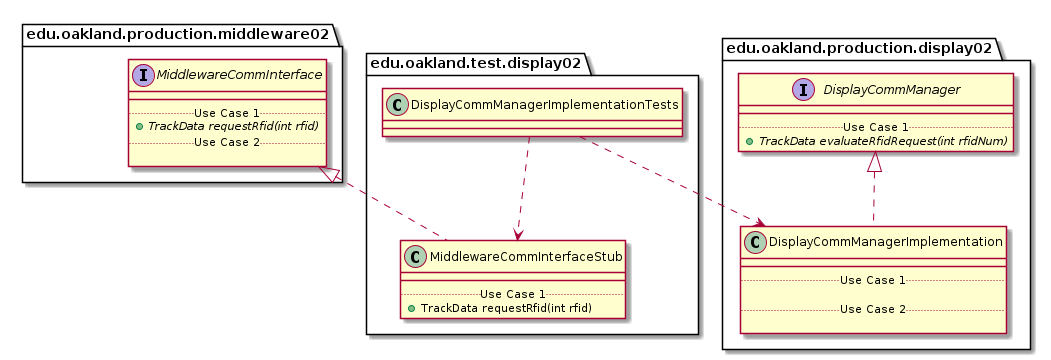 edu.oakland.production.middleware02
I MiddlewareCommInterface
Use Case 1
TrackData requestRfid(int rfid)
Use Case 2
edu.oakland.test.display02
C DisplayCommManagerImplementationTests
C MiddlewareCommInterfaceStub
Use Case 1
TrackData requestRfid(int rfid)
edu.oakland.production.display02
I DisplayCommManager
Use Case 1
TrackData evaluateRfidRequest(int rfidNum)
C DisplayCommManagerImplementation
Use Case 1
Use Case 2